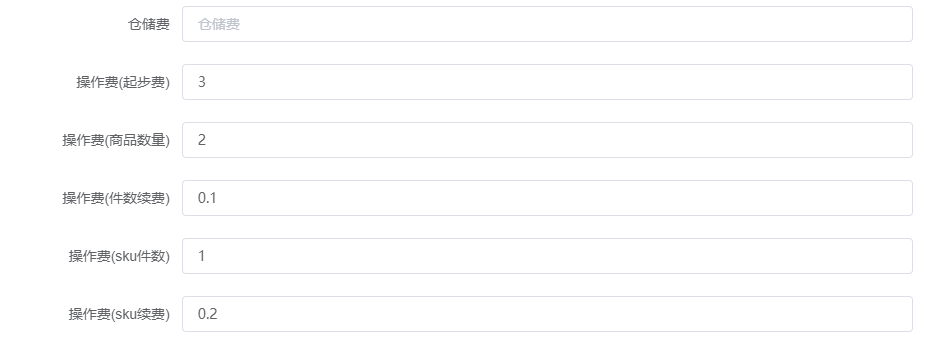 仓储费 仓储费
操作费(起步费) 3
操作费(商品数量) 2
操作费(件数续费) 0.1
操作费(sku件数) 1
操作费(sku续费) 0.2